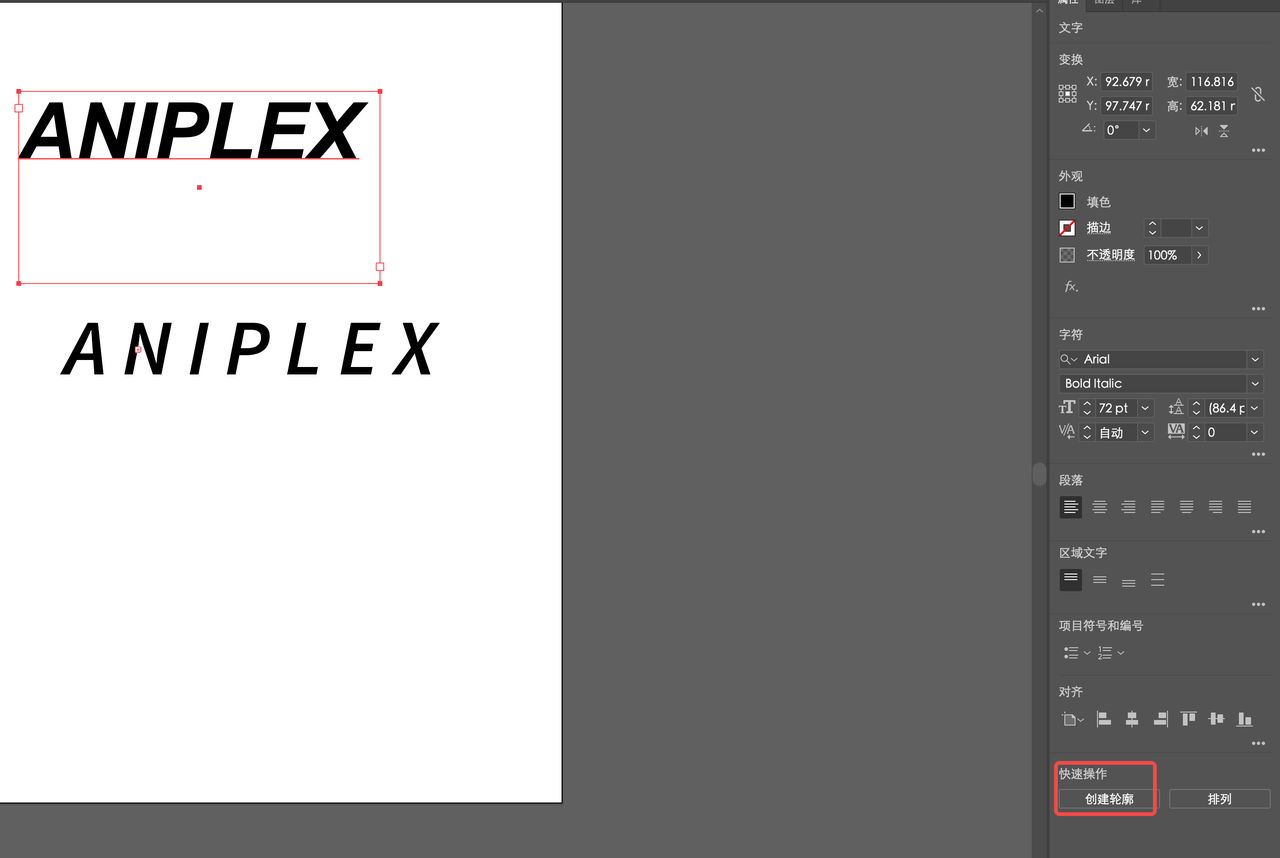 属性 图层 库
文字
变换
X: 92.679 r 宽: 116.816
Y: 97.747 r 高: 62.181 r
0°
ANIPLEX
外观
填色
描边
不透明度 100%
fx.
ANIPLEX
字符
Arial
Bold Italic
72 pt (86.4 p
自动 0
段落
区域文字
项目符号和编号
对齐
快速操作
创建轮廓 排列